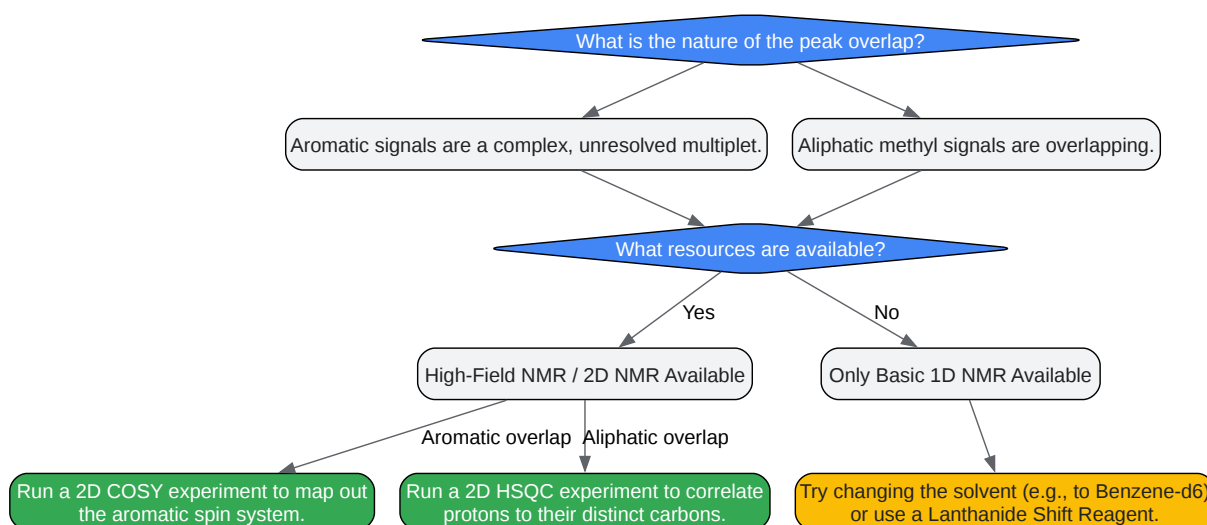 What is the nature of the peak overlap?
Aromatic signals are a complex, unresolved multiplet.
Aliphatic methyl signals are overlapping.
What resources are available?
Yes
No
High-Field NMR / 2D NMR Available
Only Basic 1D NMR Available
Aromatic overlap
Aliphatic overlap
Run a 2D COSY experiment to map out
the aromatic spin system.
Run a 2D HSQC experiment to correlate
protons to their distinct carbons.
Try changing the solvent (e.g., to Benzene-d6)
or use a Lanthanide Shift Reagent.